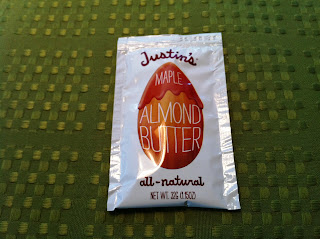 Justin's
MAPLE
ALMOND
BUTTER
all-natural
NET WT. 32g (1.15OZ)